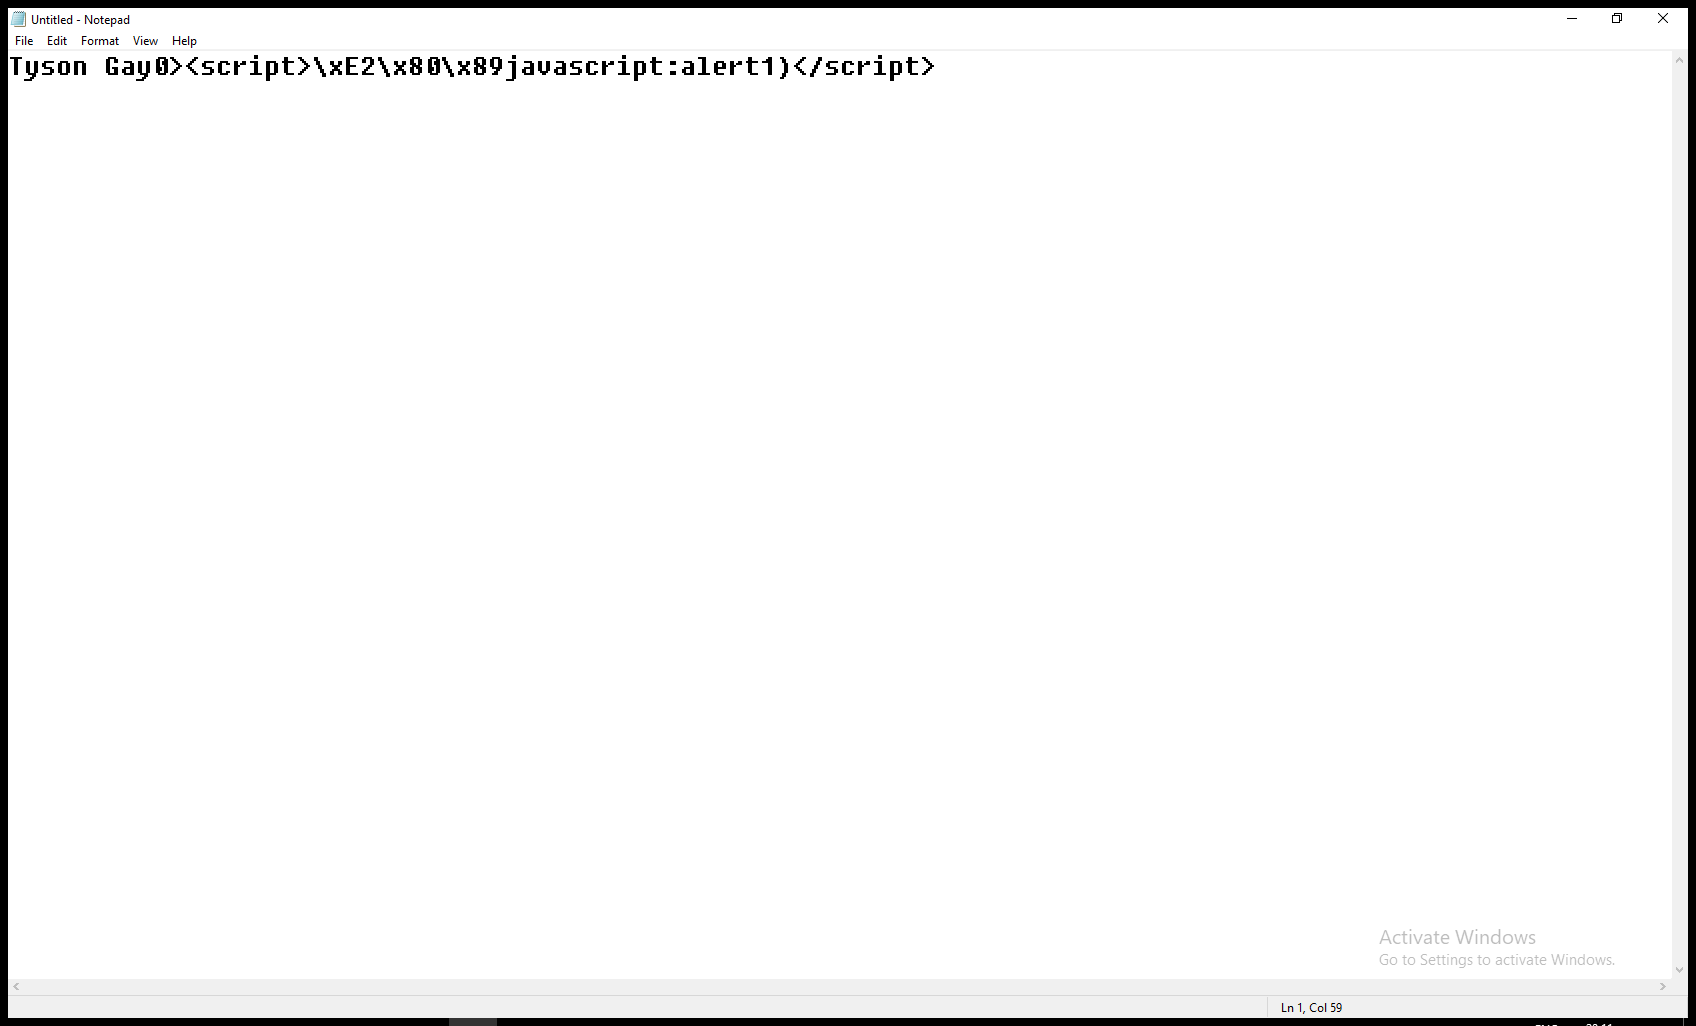 Untitled - Notepad
File Edit Format View Help
Tyson Gay0><script>\xE2\x80\x89javascript:alert1)</script>
Activate Windows
Go to Settings to activate Windows.
Ln 1, Col 59